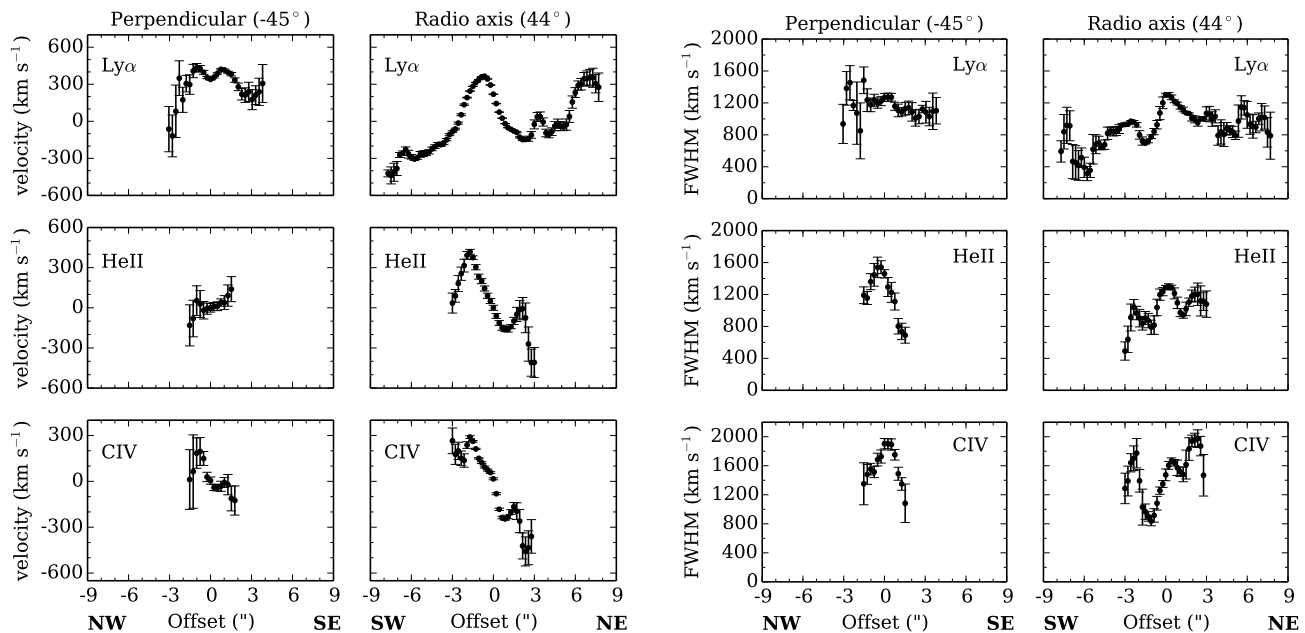 Perpendicular (-45°) Radio axis (44°) Perpendicular (-45°) Radio axis (44°)
velocity (km s⁻¹) 600 300 0 -300 -600 Lyα Lyα
FWHM (km s⁻¹) 2000 1600 1200 800 400 0 Lyα Lyα
velocity (km s⁻¹) 600 300 0 -300 -600 HeII HeII
FWHM (km s⁻¹) 2000 1600 1200 800 400 0 HeII HeII
velocity (km s⁻¹) 300 0 -300 -600 CIV CIV
FWHM (km s⁻¹) 2000 1600 1200 800 400 0 CIV CIV
-9 -6 -3 0 3 6 9 -9 -6 -3 0 3 6 9 -9 -6 -3 0 3 6 9 -9 -6 -3 0 3 6 9
NW Offset (") SE SW Offset (") NE NW Offset (") SE SW Offset (") NE